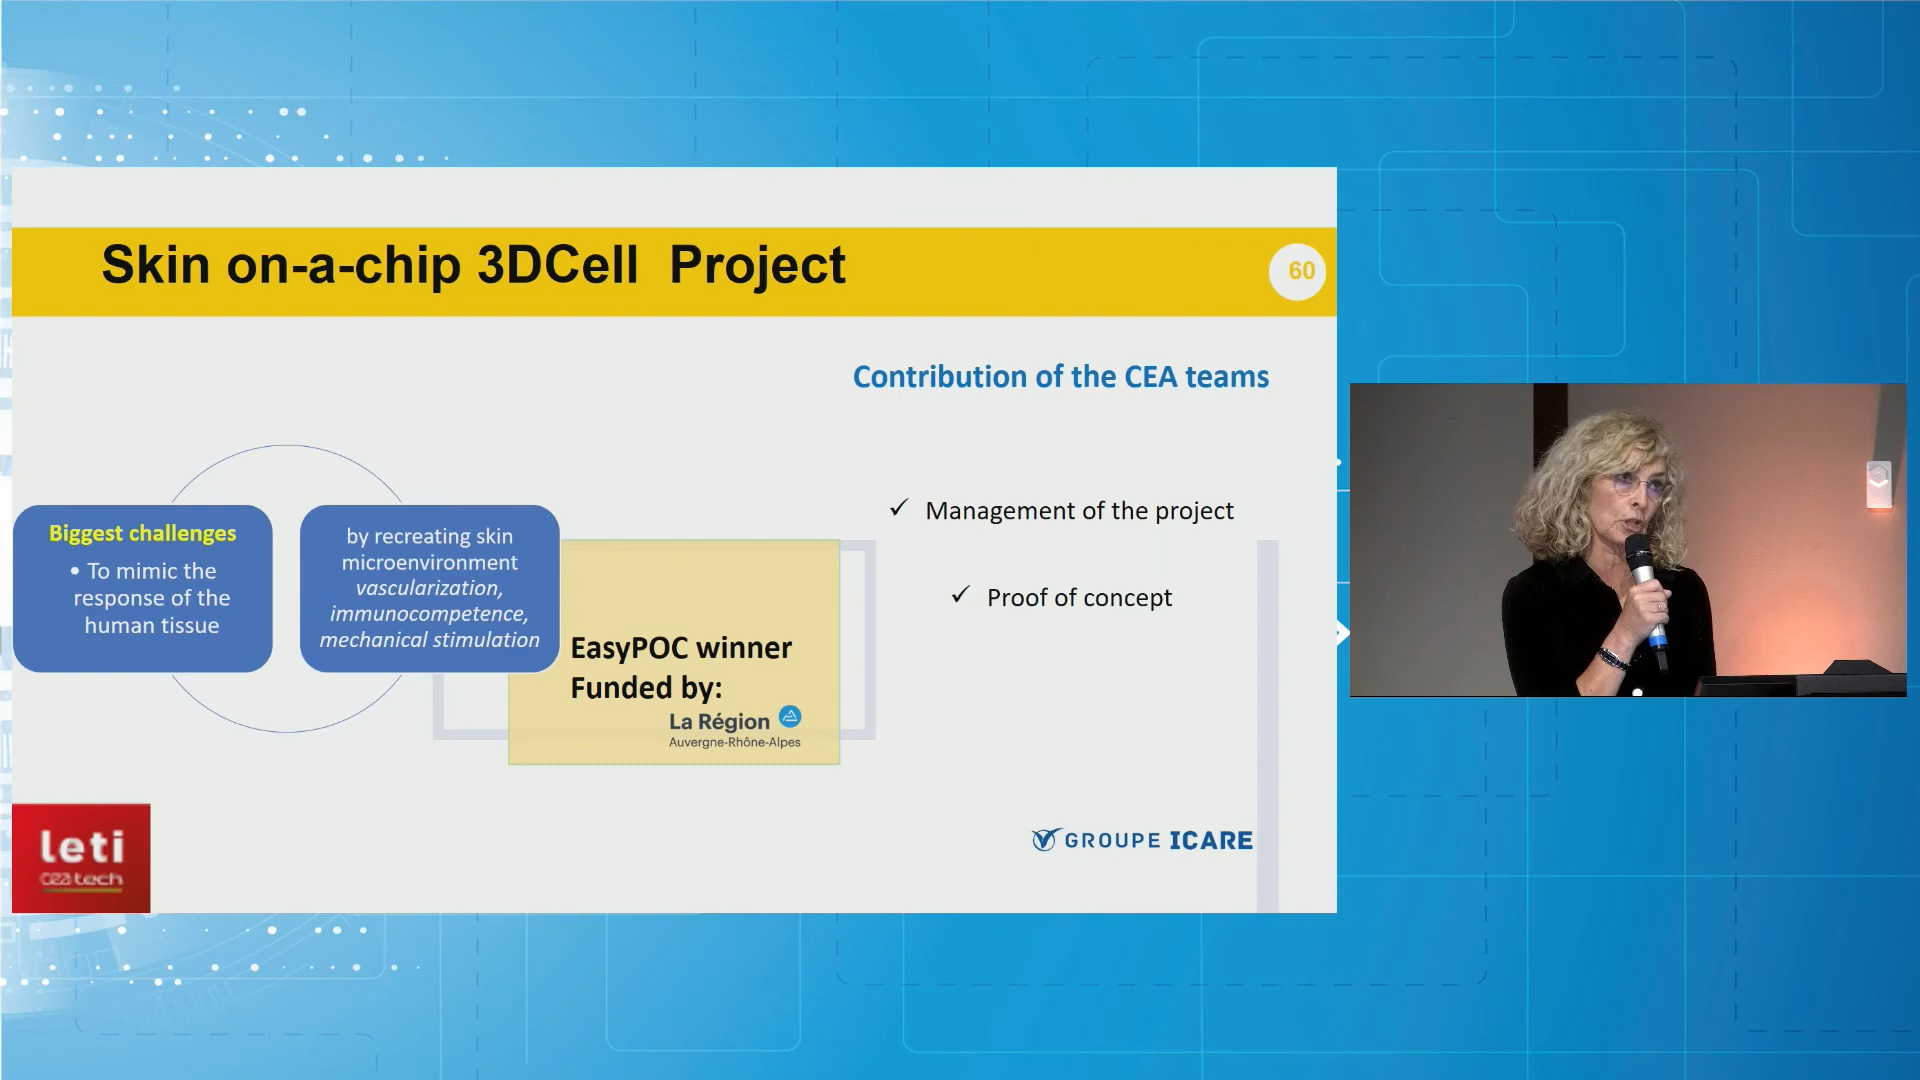 Skin on-a-chip 3DCell Project
60
Contribution of the CEA teams
Biggest challenges
• To mimic the
response of the
human tissue
by recreating skin
microenvironment
vascularization,
immunocompetence,
mechanical stimulation
✓ Management of the project
✓ Proof of concept
EasyPOC winner
Funded by:
La Région
Auvergne-Rhône-Alpes
leti
cea tech
GROUPE ICARE